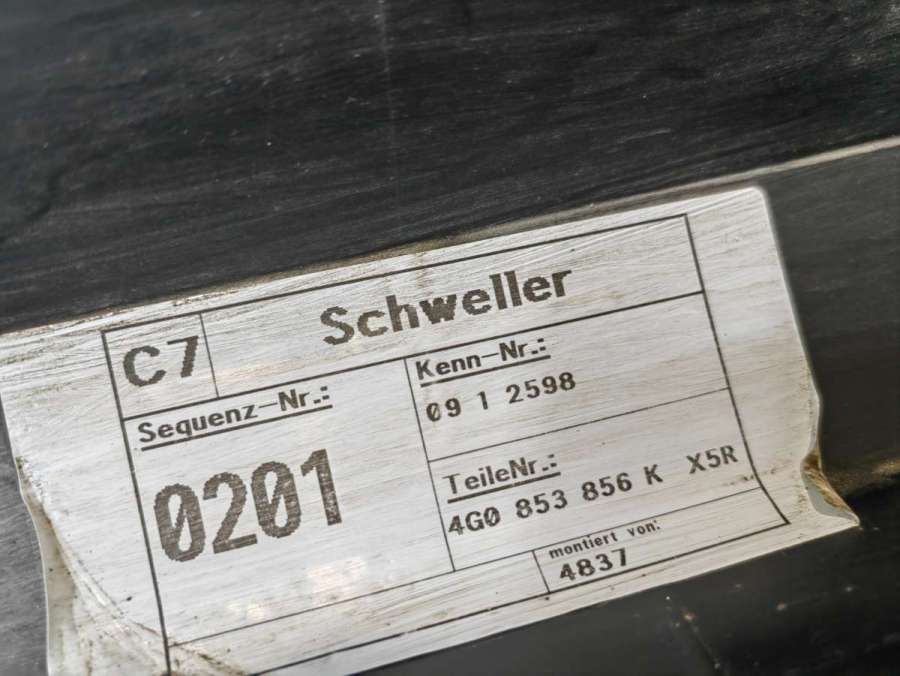 C7
Schweller
Sequenz-Nr.:
0201
Kenn-Nr.:
09 1 2598
TeileNr.:
4G0 853 856 K X5R
montiert von:
4837